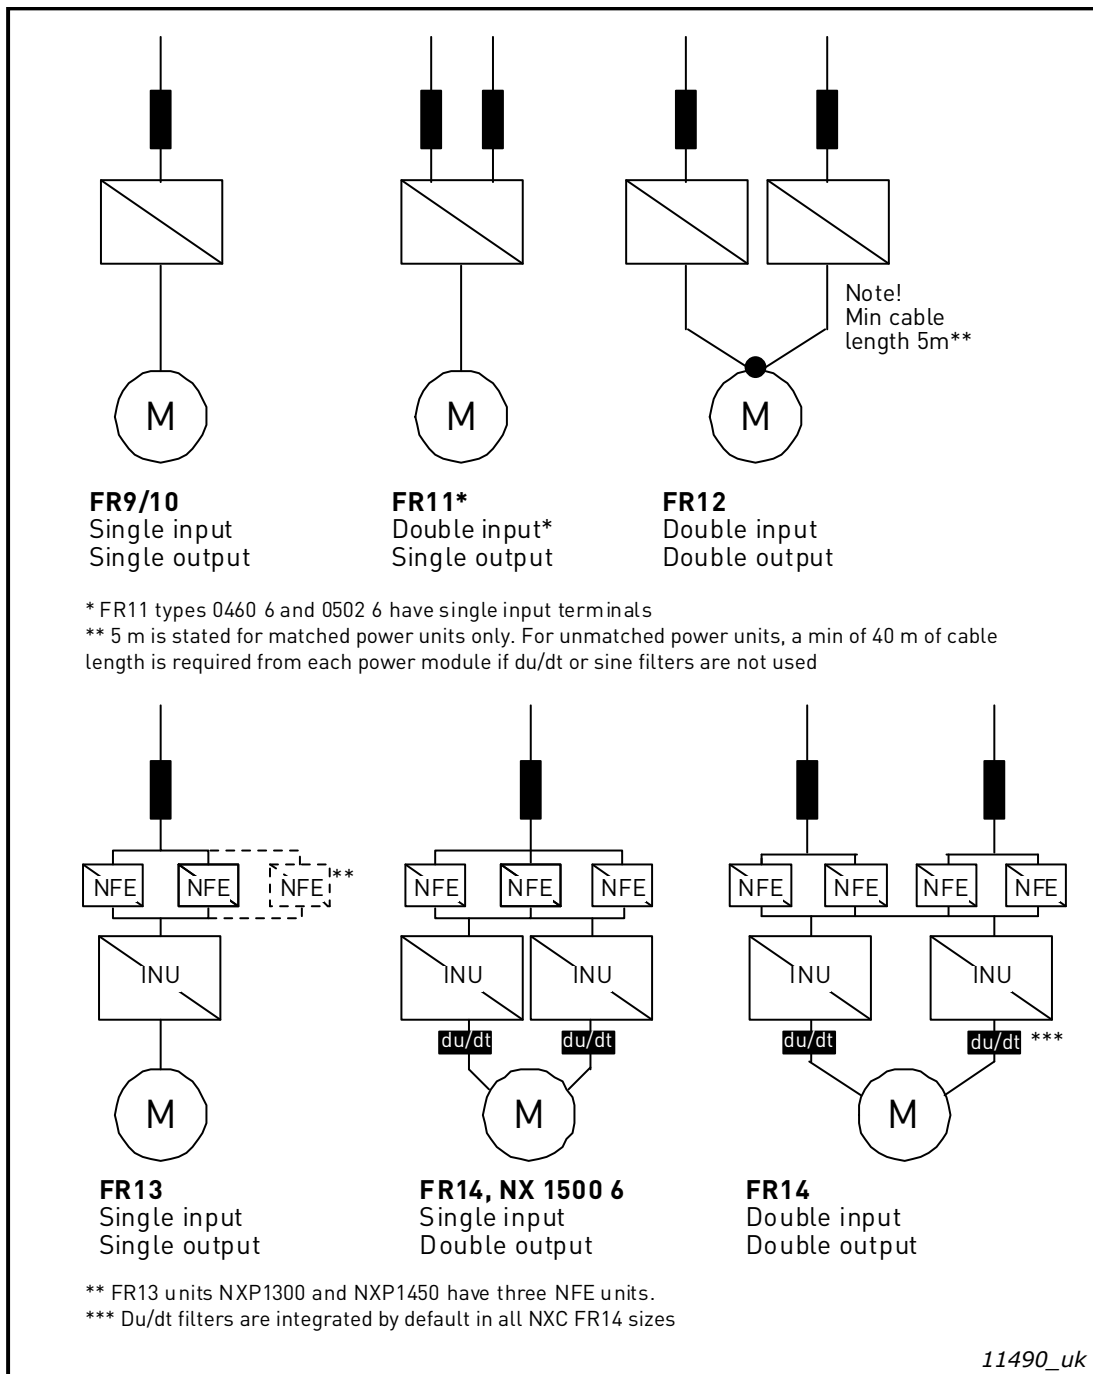 Note!
Min cable
length 5m**
M
M
M
FR9/10
Single input
Single output
FR11*
Double input*
Single output
FR12
Double input
Double output
* FR11 types 0460 6 and 0502 6 have single input terminals
** 5 m is stated for matched power units only. For unmatched power units, a min of 40 m of cable
length is required from each power module if du/dt or sine filters are not used
NFE NFE NFE **
INU
M
NFE NFE NFE
INU INU
du/dt du/dt
M
NFE NFE NFE NFE
INU INU
du/dt du/dt ***
M
FR13
Single input
Single output
FR14, NX 1500 6
Single input
Double output
FR14
Double input
Double output
** FR13 units NXP1300 and NXP1450 have three NFE units.
*** Du/dt filters are integrated by default in all NXC FR14 sizes
11490_uk